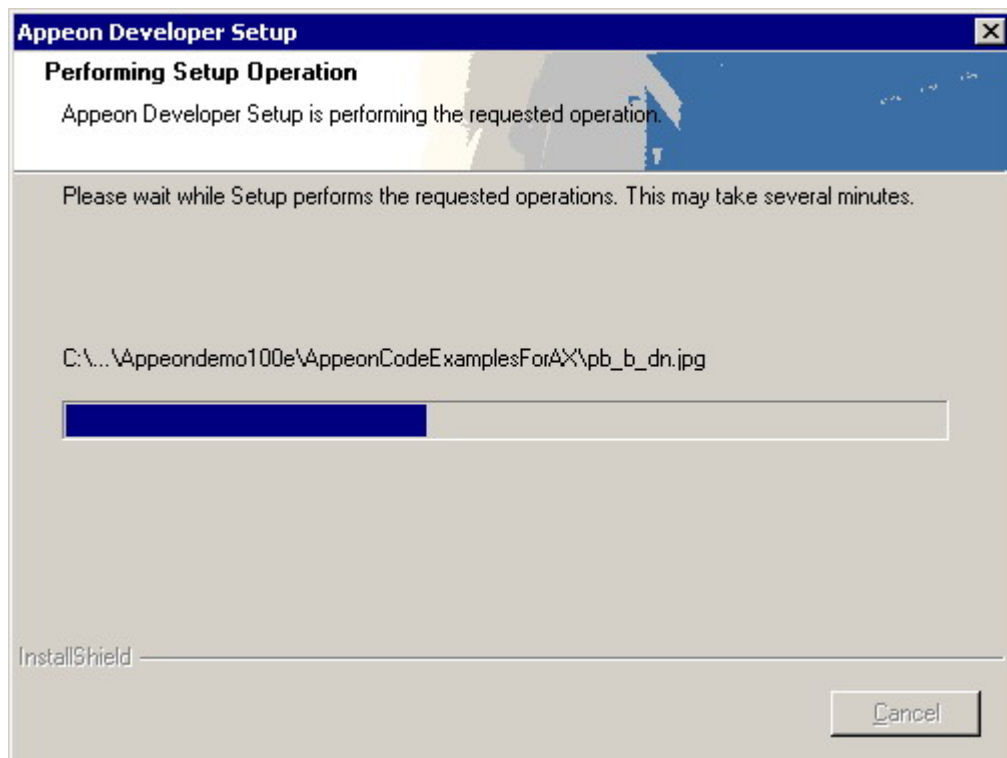 Appeon Developer Setup
Performing Setup Operation
Appeon Developer Setup is performing the requested operation.
Please wait while Setup performs the requested operations. This may take several minutes.
C:\...\Appeondemo100e\AppeonCodeExamplesForAX\pb_b_dn.jpg
InstallShield
Cancel